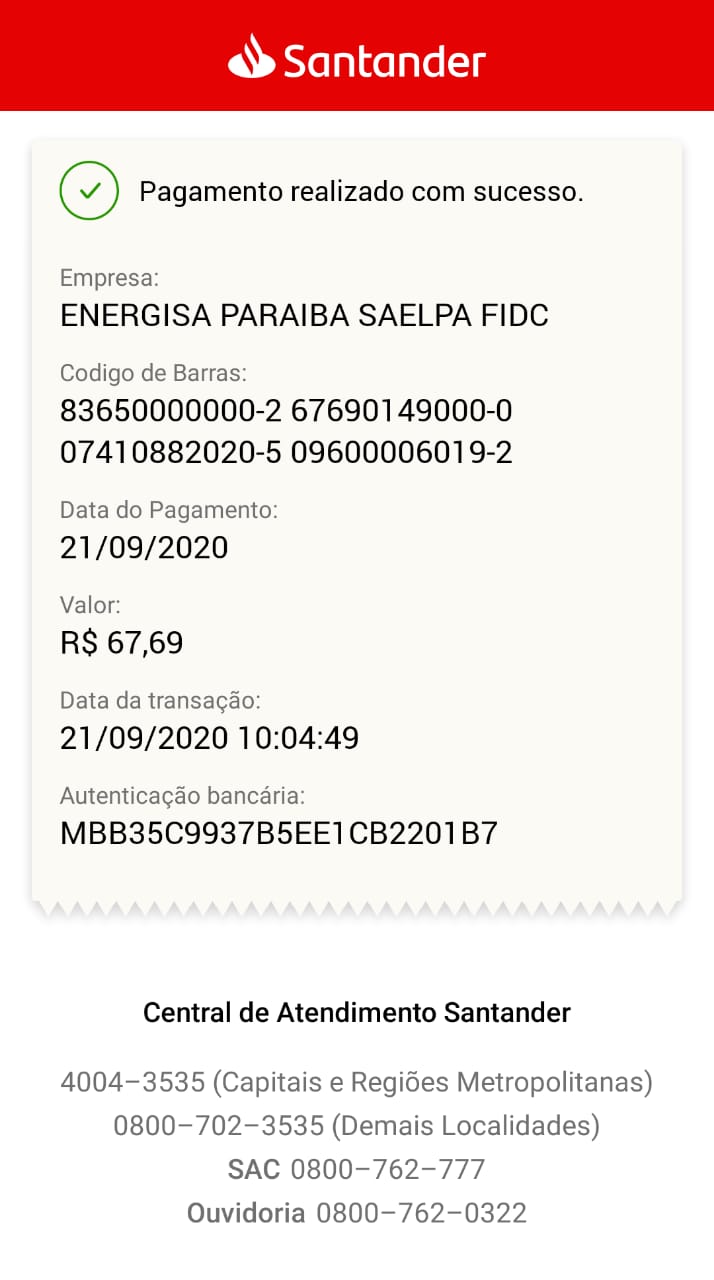 Santander
Pagamento realizado com sucesso.
Empresa:
ENERGISA PARAIBA SAELPA FIDC
Codigo de Barras:
83650000000-2 67690149000-0
07410882020-5 09600006019-2
Data do Pagamento:
21/09/2020
Valor:
R$ 67,69
Data da transação:
21/09/2020 10:04:49
Autenticação bancária:
MBB35C9937B5EE1CB2201B7
Central de Atendimento Santander
4004–3535 (Capitais e Regiões Metropolitanas)
0800–702–3535 (Demais Localidades)
SAC 0800–762–777
Ouvidoria 0800–762–0322